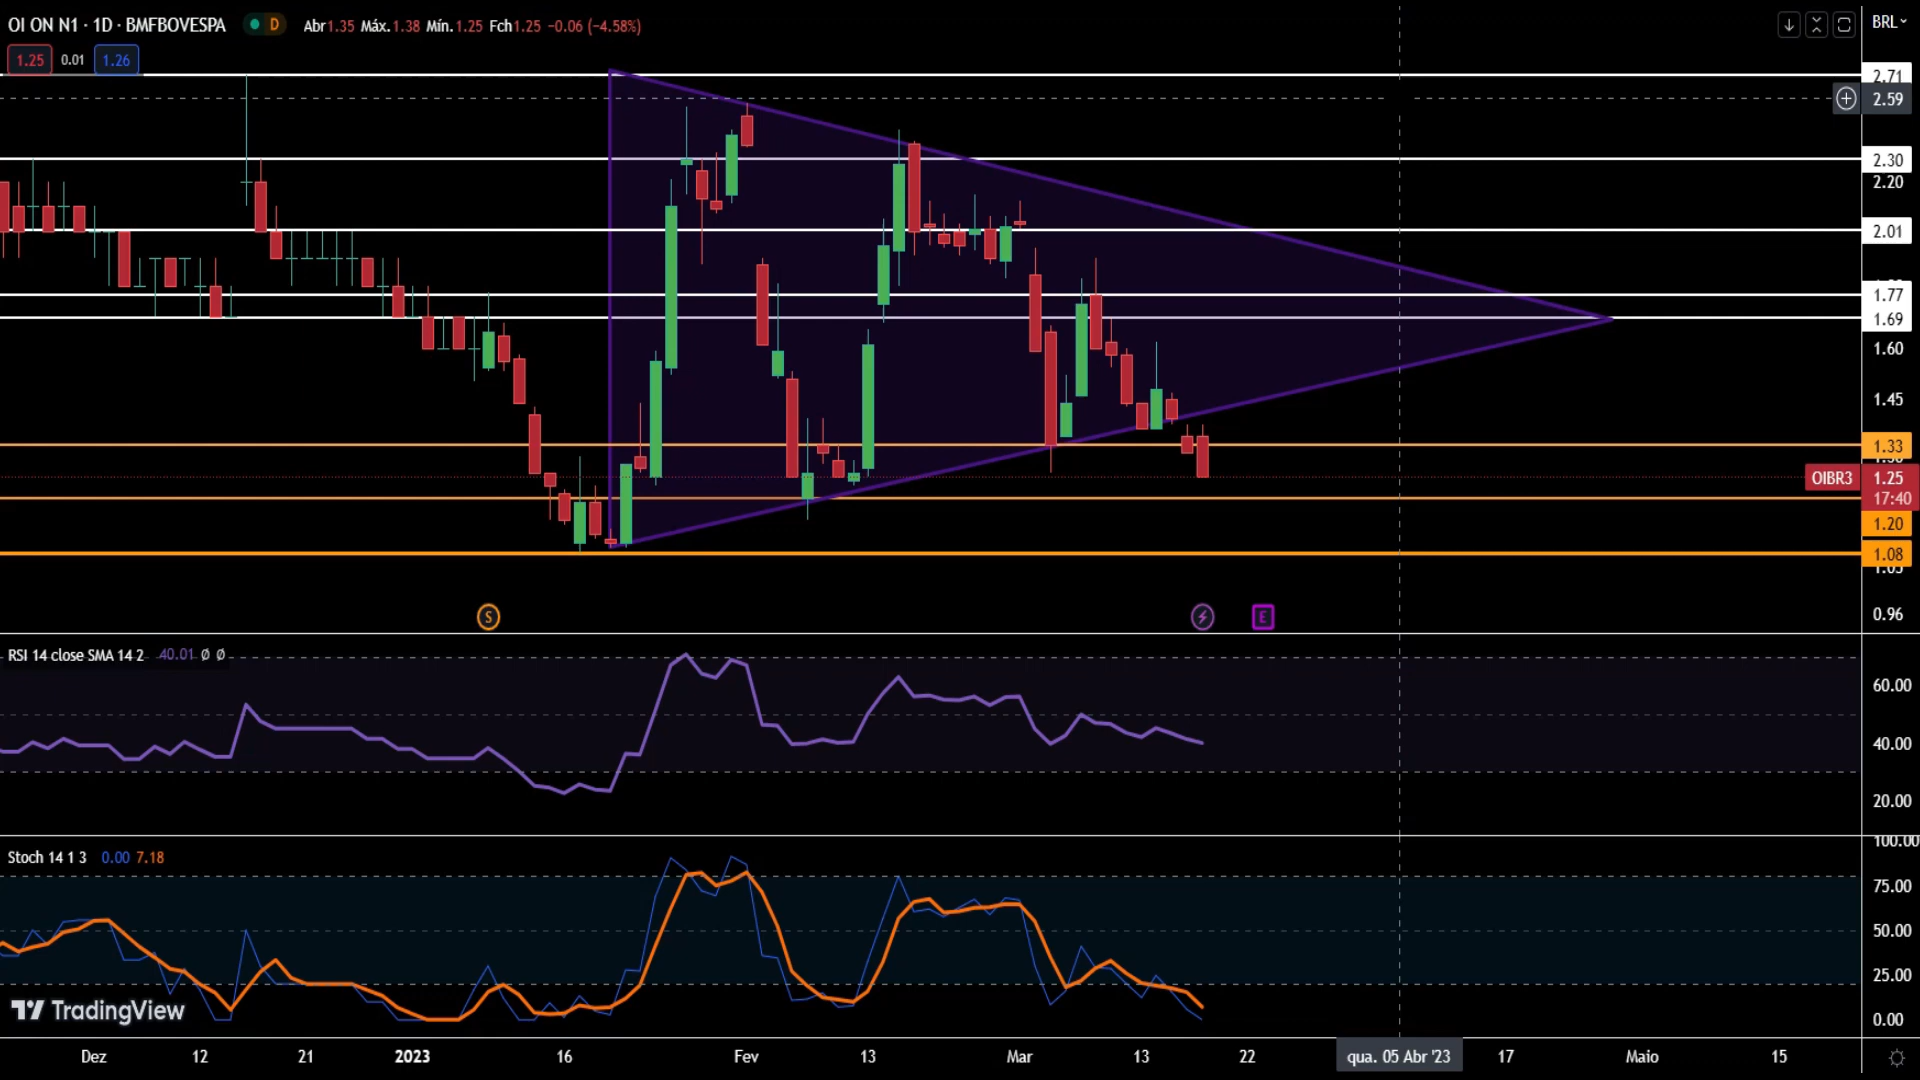 OI ON N1 · 1D · BMFBOVESPA D Abr1.35 Máx.1.38 Mín.1.25 Fch1.25 −0.06 (−4.58%)
1.25 0.01 1.26
BRL
2.71
2.59
2.30
2.20
2.01
1.77
1.69
1.60
1.45
1.33
OIBR3 1.25
17:40
1.20
1.08
1.05
0.96
S E
RSI 14 close SMA 14 2 40.01 Ø Ø
60.00
40.00
20.00
Stoch 14 1 3 0.00 7.18
100.00
75.00
50.00
25.00
0.00
TradingView
Dez 12 21 2023 16 Fev 13 Mar 13 22 qua. 05 Abr '23 17 Maio 15